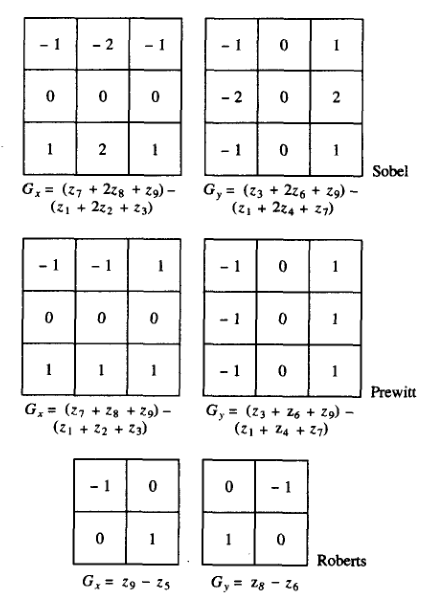 - 1 - 2 - 1 - 1 0 1
0 0 0 - 2 0 2
1 2 1 - 1 0 1
Sobel
Gx = (z7 + 2z8 + z9) – Gy = (z3 + 2z6 + z9) –
(z1 + 2z2 + z3) (z1 + 2z4 + z7)
- 1 - 1 1 - 1 0 1
0 0 0 - 1 0 1
1 1 1 - 1 0 1
Prewitt
Gx = (z7 + z8 + z9) – Gy = (z3 + z6 + z9) –
(z1 + z2 + z3) (z1 + z4 + z7)
- 1 0 0 - 1
0 1 1 0
Roberts
Gx = z9 – z5 Gy = z8 – z6